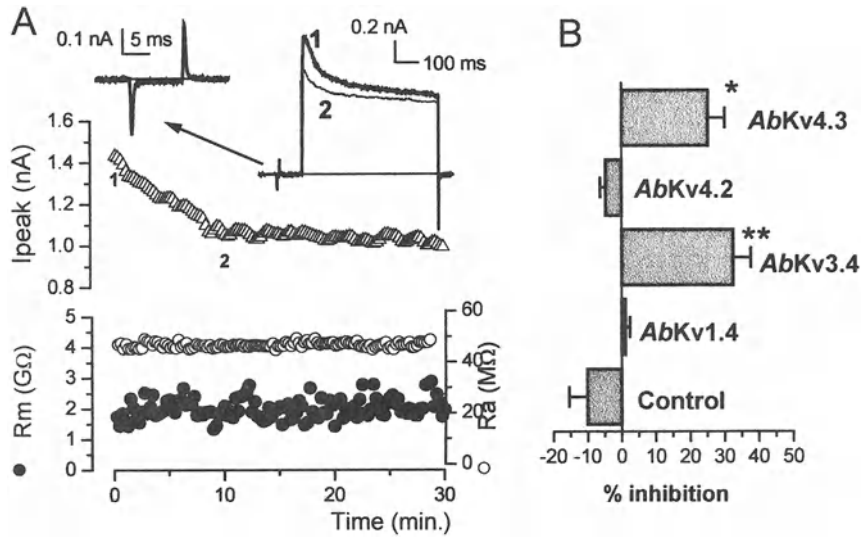 A
0.1 nA
5 ms
0.2 nA
100 ms
1
2
Ipeak (nA)
1.6
1.4
1.2
1.0
0.8
1
2
Rm (GΩ)
5
4
3
2
1
0
60
40
20
0
Ra (MΩ)
0
10
20
30
Time (min.)
B
*
AbKv4.3
AbKv4.2
**
AbKv3.4
AbKv1.4
Control
-20
-10
0
10
20
30
40
50
% inhibition